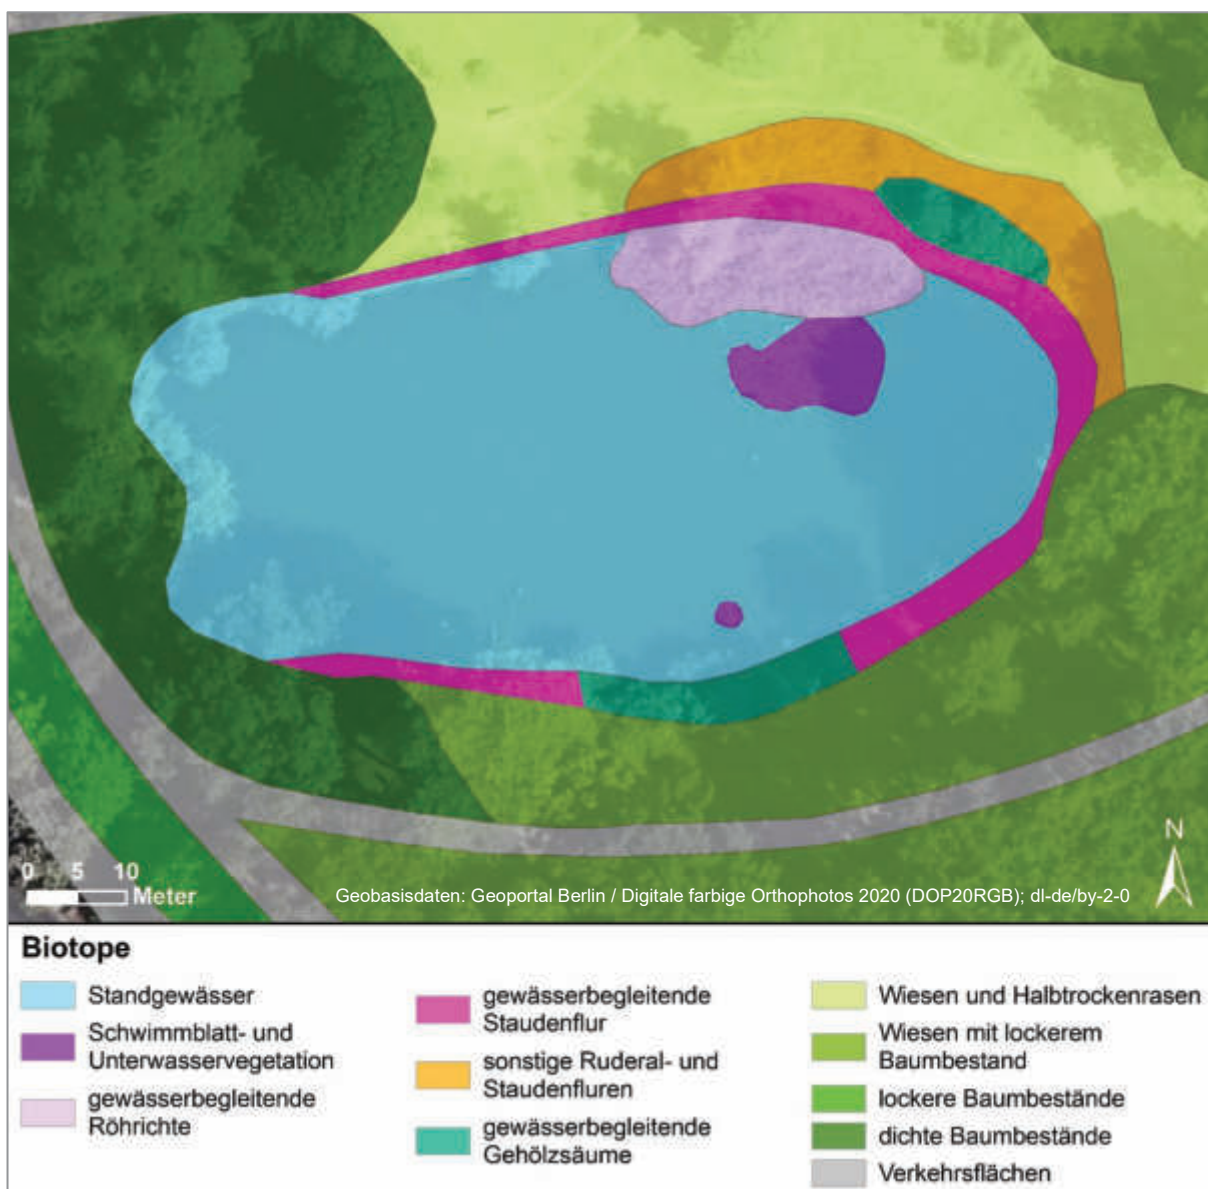 N
0 5 10
Meter
Geobasisdaten: Geoportal Berlin / Digitale farbige Orthophotos 2020 (DOP20RGB); dl-de/by-2-0
Biotope
Standgewässer
Schwimmblatt- und
Unterwasservegetation
gewässerbegleitende
Röhrichte
gewässerbegleitende
Staudenflur
sonstige Ruderal- und
Staudenfluren
gewässerbegleitende
Gehölzsäume
Wiesen und Halbtrockenrasen
Wiesen mit lockerem
Baumbestand
lockere Baumbestände
dichte Baumbestände
Verkehrsflächen